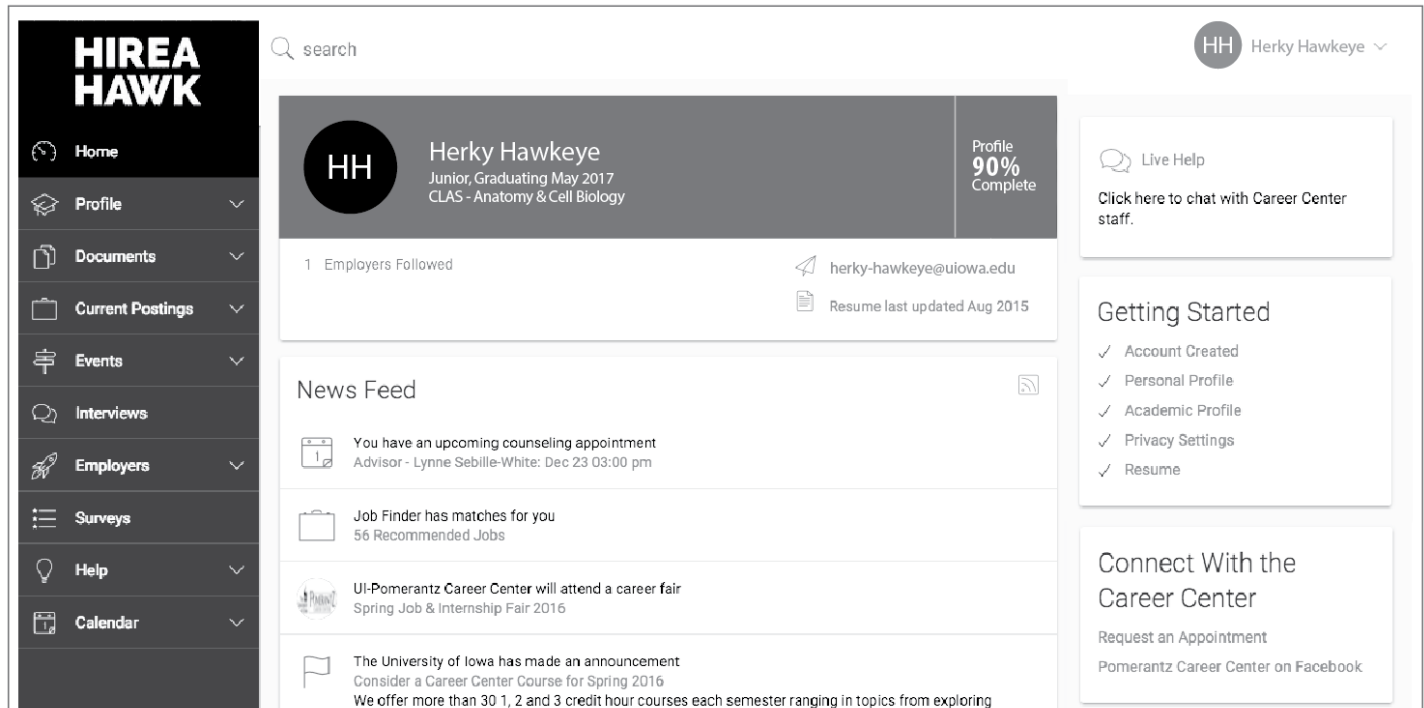 HIREA
HAWK
search
HH
Herky Hawkeye
Home
Profile
Documents
Current Postings
Events
Interviews
Employers
Surveys
Help
Calendar
HH
Herky Hawkeye
Junior, Graduating May 2017
CLAS - Anatomy & Cell Biology
Profile
90%
Complete
1 Employers Followed
herky-hawkeye@uiowa.edu
Resume last updated Aug 2015
News Feed
You have an upcoming counseling appointment
Advisor - Lynne Sebille-White: Dec 23 03:00 pm
Job Finder has matches for you
56 Recommended Jobs
UI-Pomerantz Career Center will attend a career fair
Spring Job & Internship Fair 2016
The University of Iowa has made an announcement
Consider a Career Center Course for Spring 2016
We offer more than 30 1, 2 and 3 credit hour courses each semester ranging in topics from exploring
Live Help
Click here to chat with Career Center
staff.
Getting Started
Account Created
Personal Profile
Academic Profile
Privacy Settings
Resume
Connect With the
Career Center
Request an Appointment
Pomerantz Career Center on Facebook